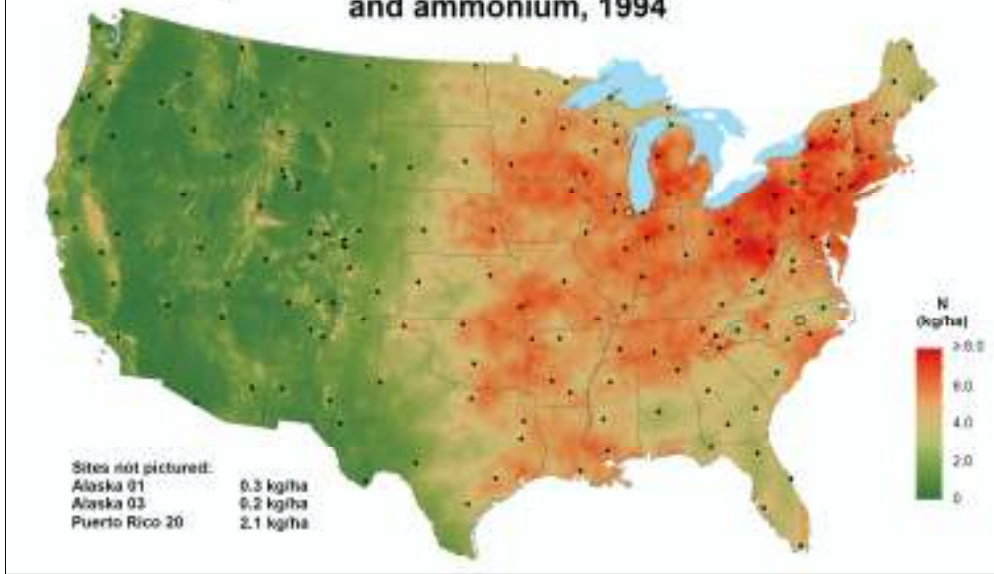 and ammonium, 1994
N
(kg/ha)
≥8.0
6.0
4.0
2.0
0
Sites not pictured:
Alaska 01 0.3 kg/ha
Alaska 03 0.2 kg/ha
Puerto Rico 20 2.1 kg/ha